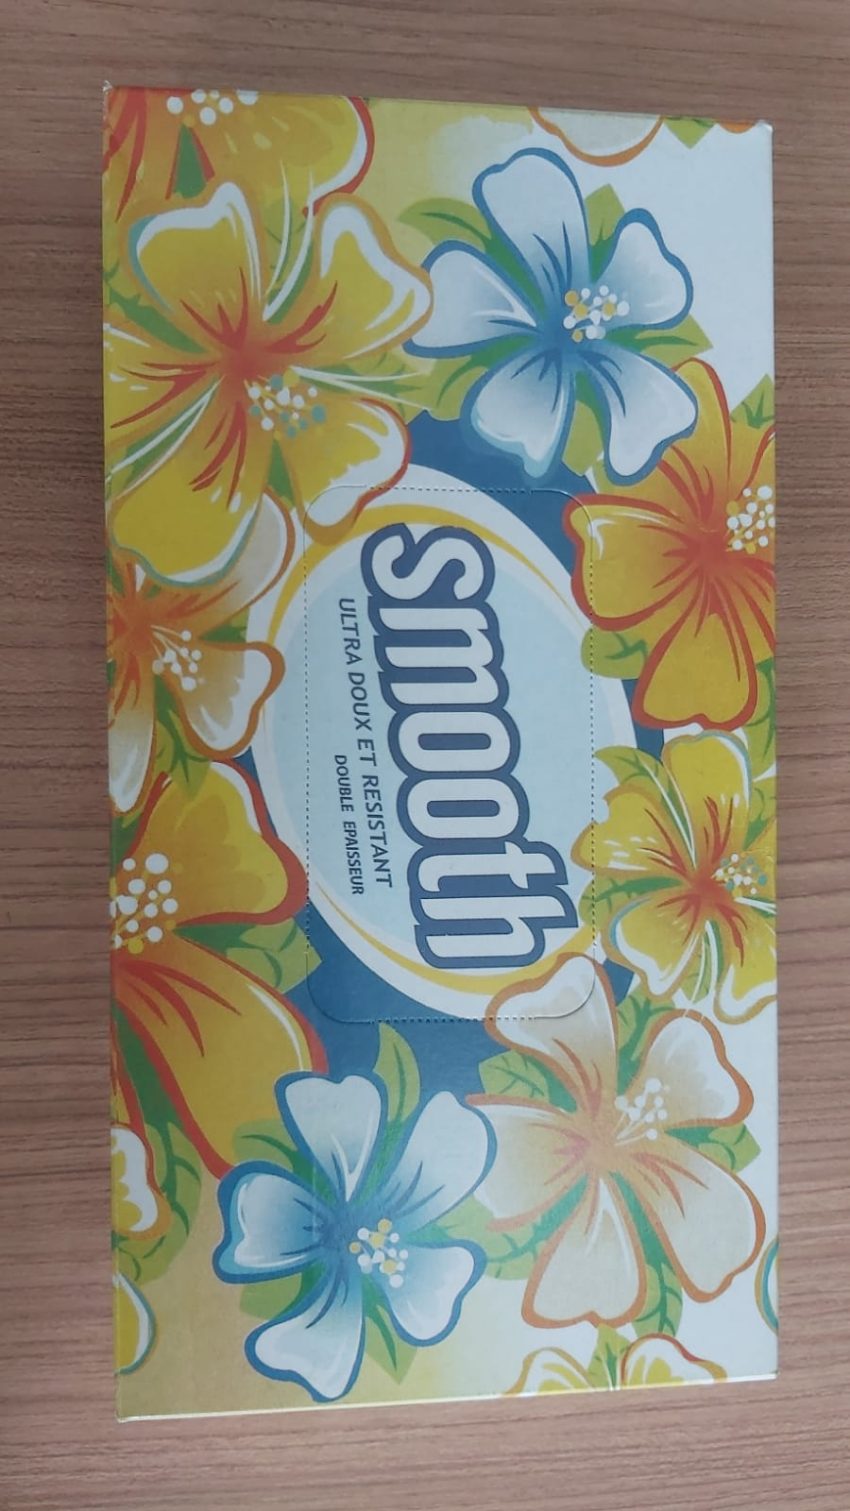 smooth
ULTRA DOUX ET RESISTANT
DOUBLE EPAISSEUR